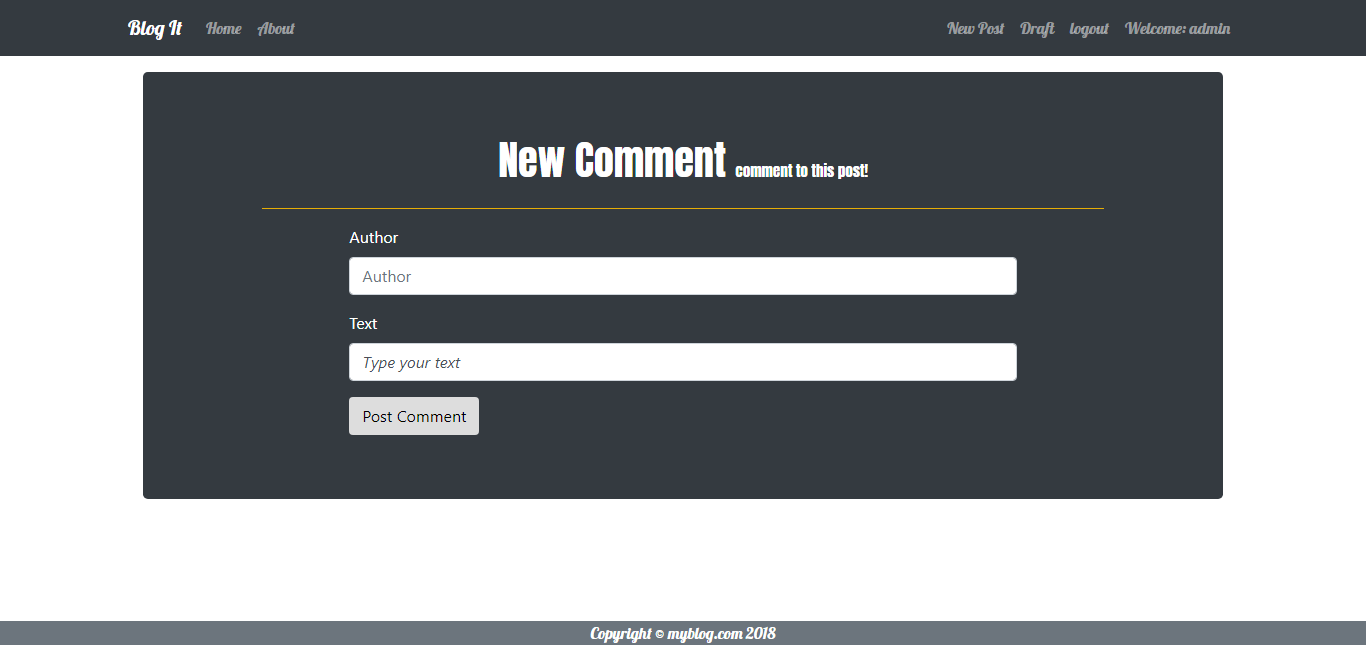 Blog It Home About New Post Draft logout Welcome: admin
New Comment comment to this post!
Author
Author
Text
Type your text
Post Comment
Copyright © myblog.com 2018